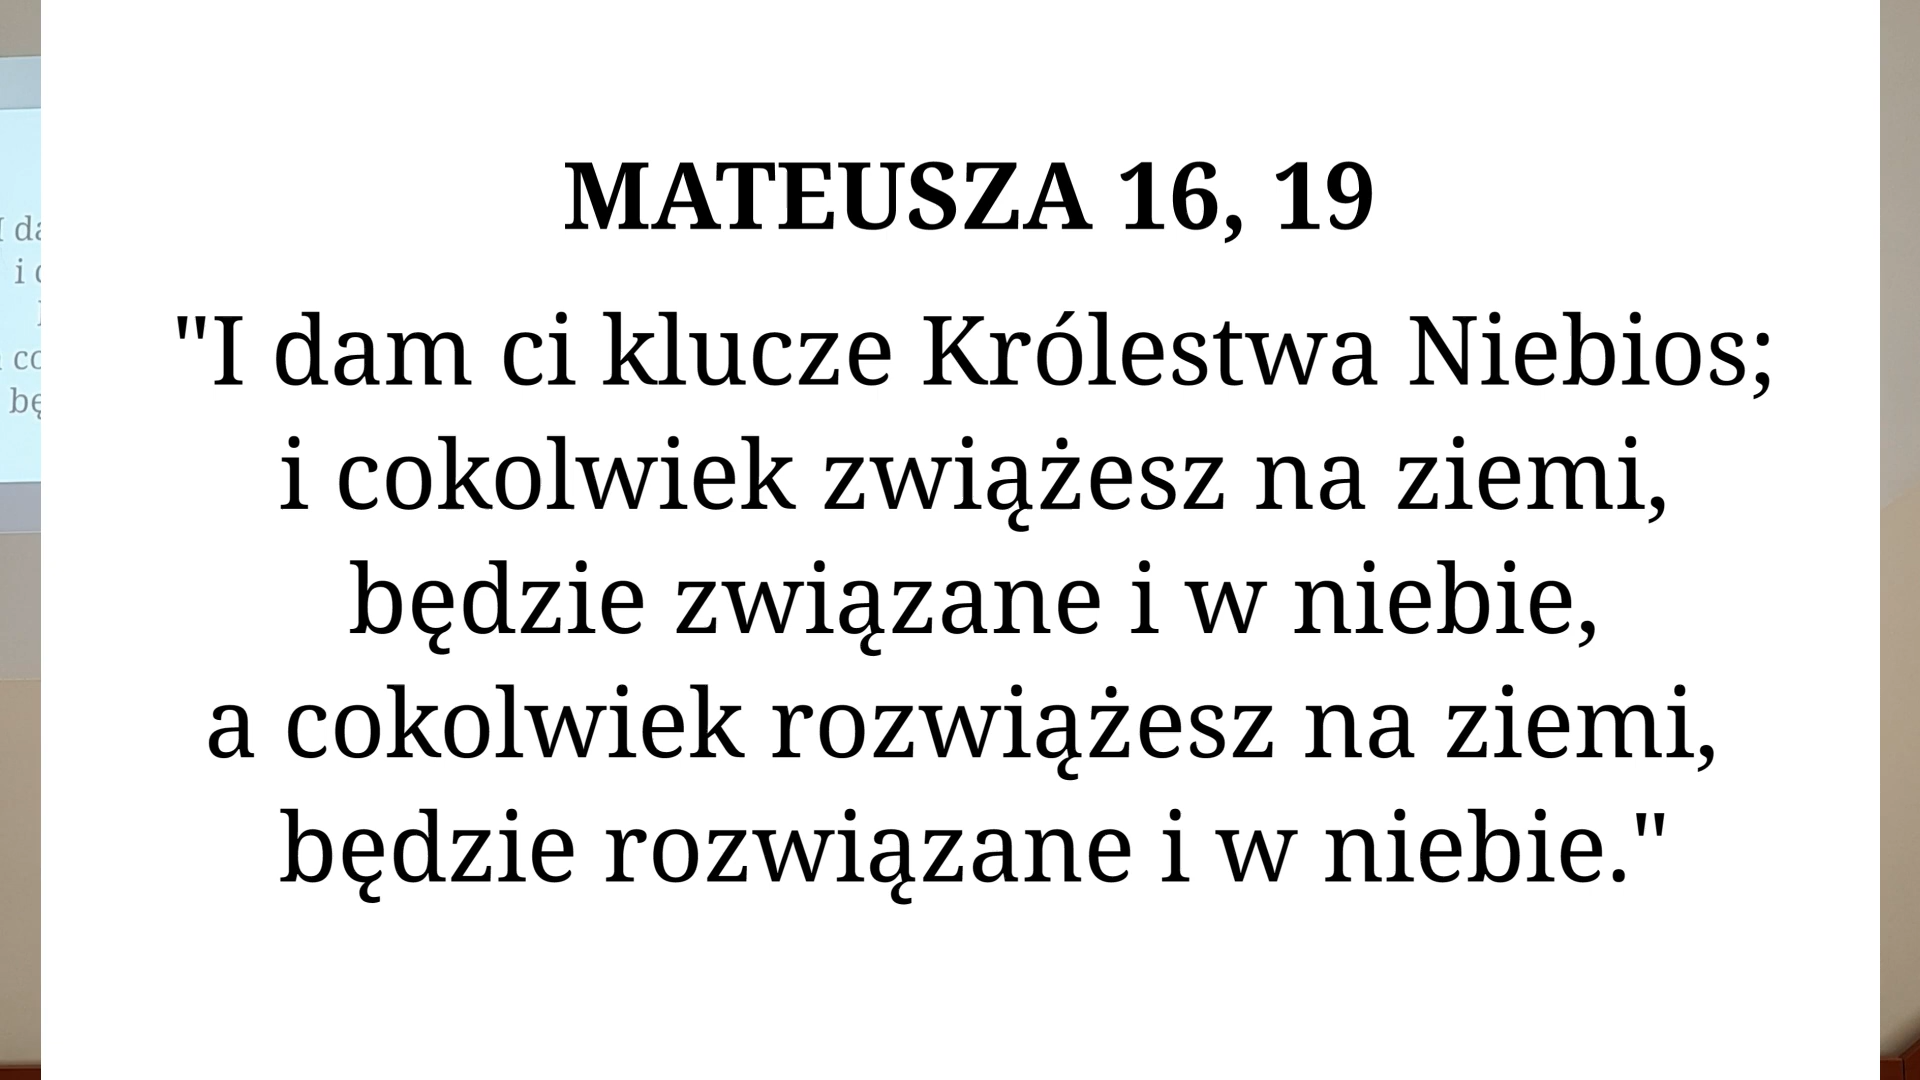 MATEUSZA 16, 19
"I dam ci klucze Królestwa Niebios;
i cokolwiek zwiążesz na ziemi,
będzie związane i w niebie,
a cokolwiek rozwiążesz na ziemi,
będzie rozwiązane i w niebie."